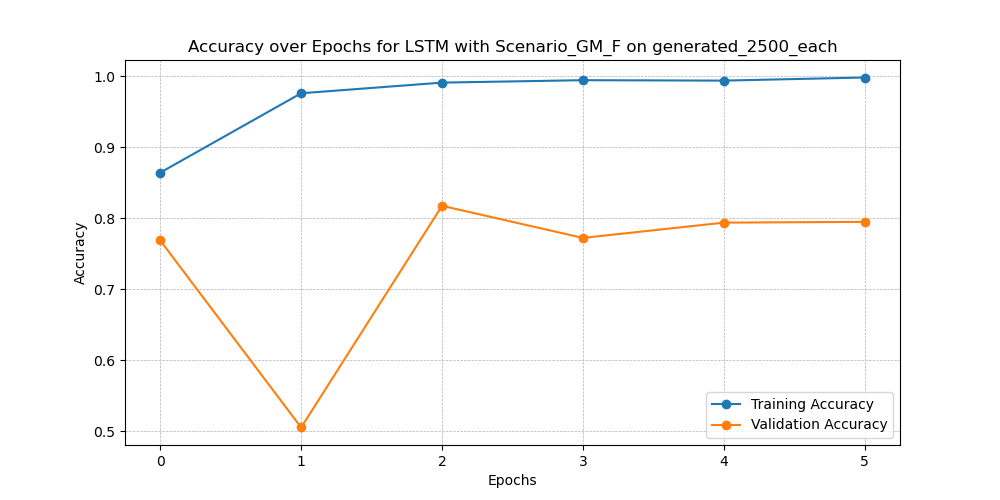 Accuracy over Epochs for LSTM with Scenario_GM_F on generated_2500_each
1.0
0.9
0.8
0.7
0.6
0.5
Accuracy
Training Accuracy
Validation Accuracy
0 1 2 3 4 5
Epochs